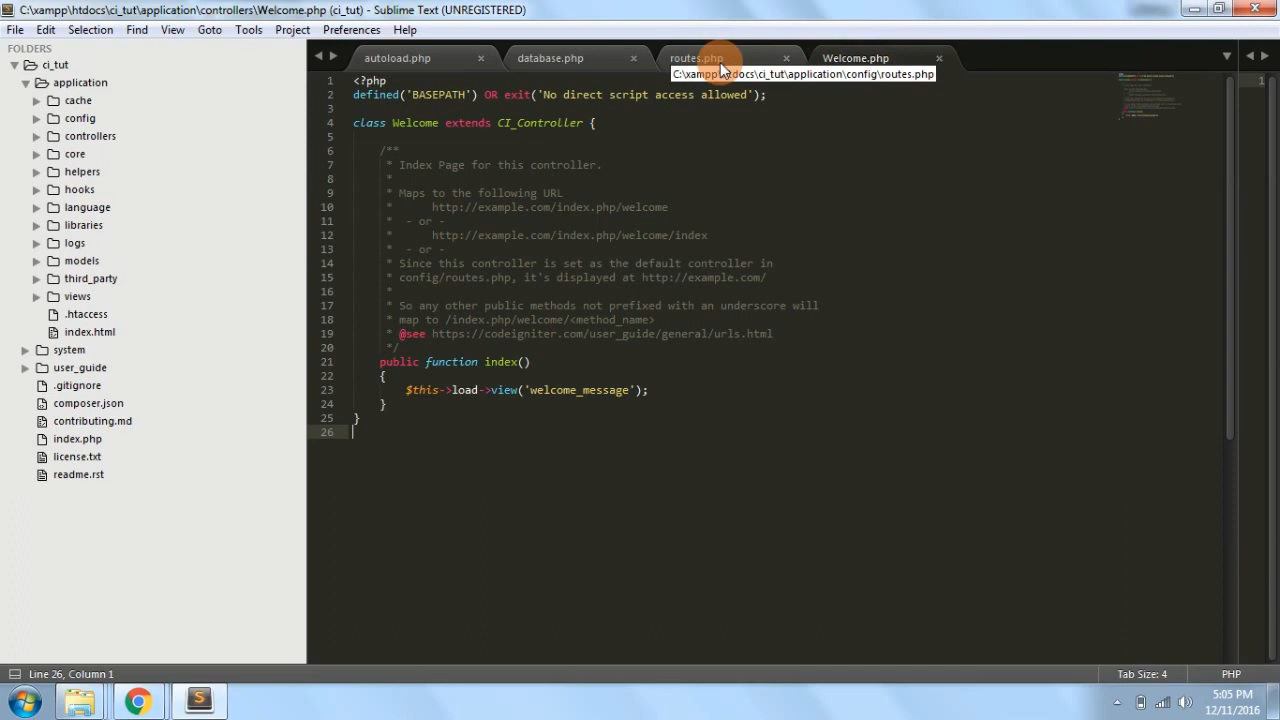 C:\xampp\htdocs\ci_tut\application\controllers\Welcome.php (ci_tut) - Sublime Text (UNREGISTERED)
File Edit Selection Find View Goto Tools Project Preferences Help
FOLDERS
ci_tut
application
cache
config
controllers
core
helpers
hooks
language
libraries
logs
models
third_party
views
.htaccess
index.html
system
user_guide
.gitignore
composer.json
contributing.md
index.php
license.txt
readme.rst
autoload.php × database.php × routes.php × Welcome.php ×
C:\xampp\htdocs\ci_tut\application\config\routes.php
1 <?php
2 defined('BASEPATH') OR exit('No direct script access allowed');
3
4 class Welcome extends CI_Controller {
5
6 /**
7 * Index Page for this controller.
8 *
9 * Maps to the following URL
10 * http://example.com/index.php/welcome
11 * - or -
12 * http://example.com/index.php/welcome/index
13 * - or -
14 * Since this controller is set as the default controller in
15 * config/routes.php, it's displayed at http://example.com/
16 *
17 * So any other public methods not prefixed with an underscore will
18 * map to /index.php/welcome/<method_name>
19 * @see https://codeigniter.com/user_guide/general/urls.html
20 */
21 public function index()
22 {
23 $this->load->view('welcome_message');
24 }
25 }
26
1
Line 26, Column 1
Tab Size: 4 PHP
5:05 PM
12/11/2016